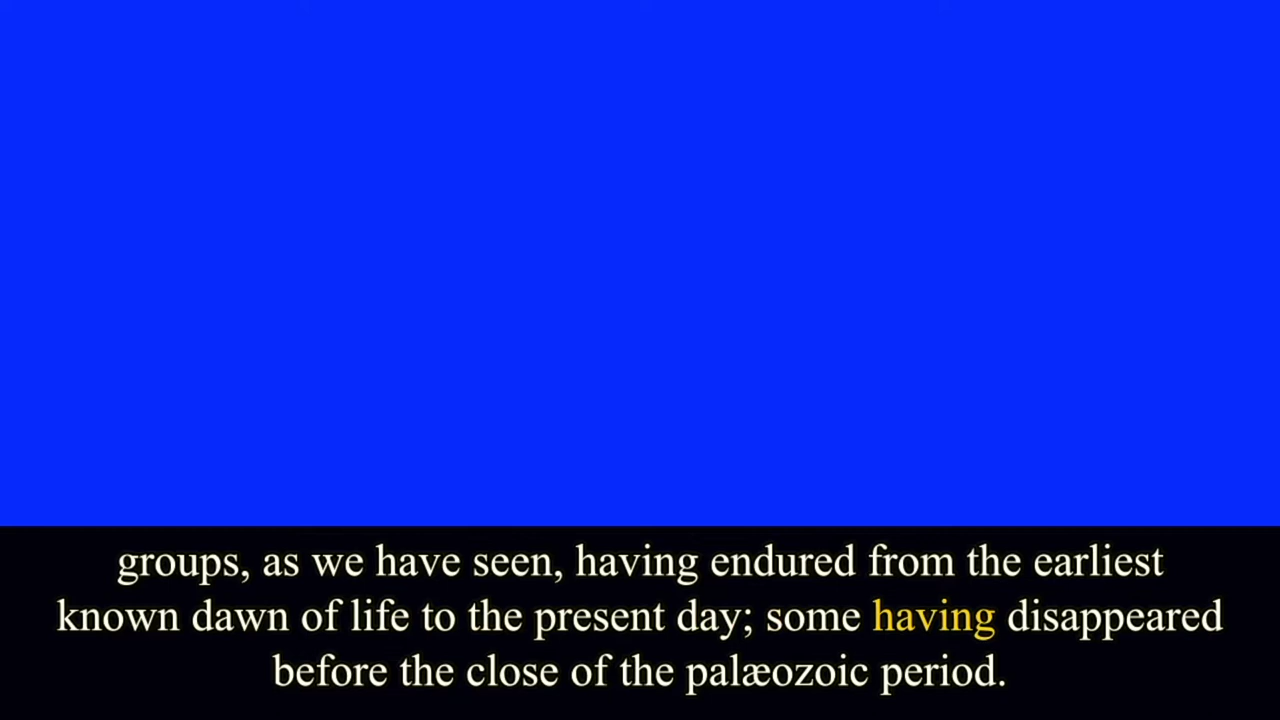 groups, as we have seen, having endured from the earliest
known dawn of life to the present day; some having disappeared
before the close of the palæozoic period.